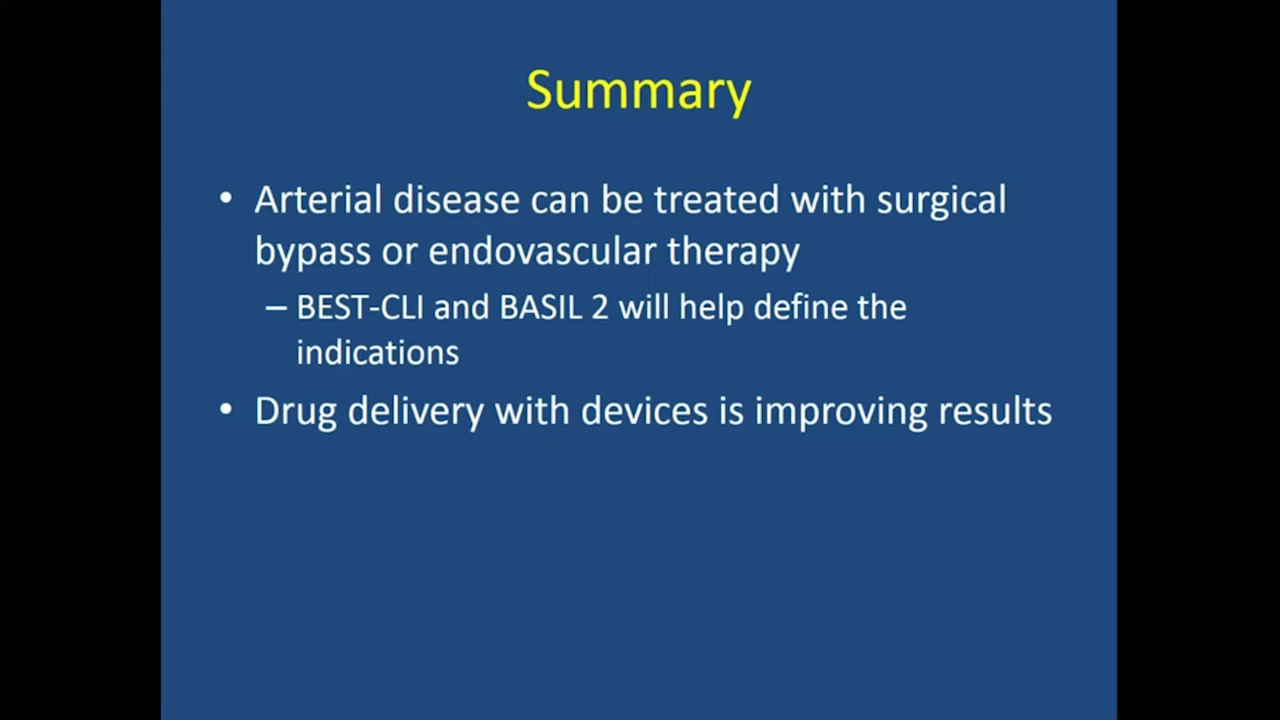 Summary
• Arterial disease can be treated with surgical
bypass or endovascular therapy
– BEST-CLI and BASIL 2 will help define the
indications
• Drug delivery with devices is improving results